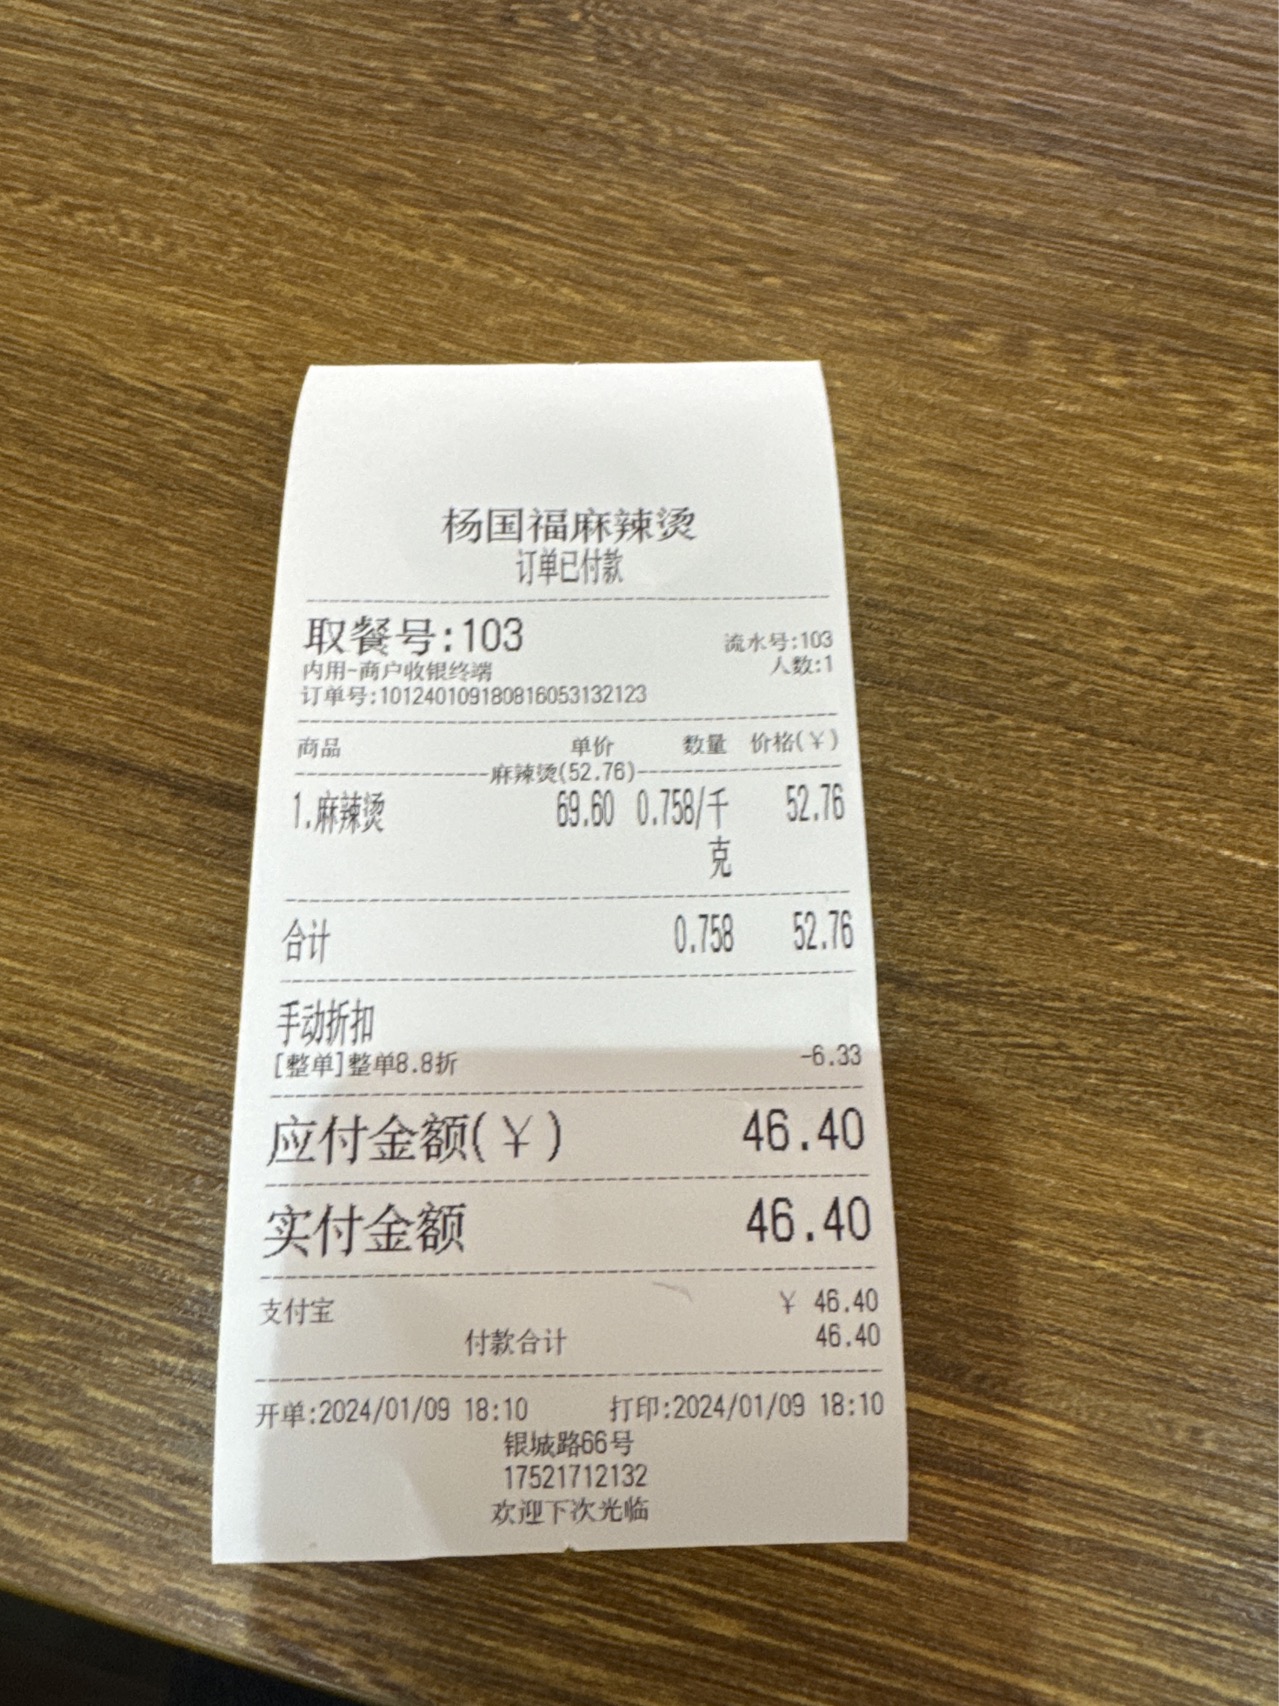 杨国福麻辣烫
订单已付款
取餐号:103 流水号:103
内用-商户收银终端 人数:1
订单号:101240109180816053132123
商品 单价 数量 价格(¥)
麻辣烫(52.76)
1.麻辣烫 69.60 0.758/千 52.76
克
合计 0.758 52.76
手动折扣
[整单]整单8.8折 -6.33
应付金额(¥) 46.40
实付金额 46.40
支付宝 ¥ 46.40
付款合计 46.40
开单:2024/01/09 18:10 打印:2024/01/09 18:10
银城路66号
17521712132
欢迎下次光临